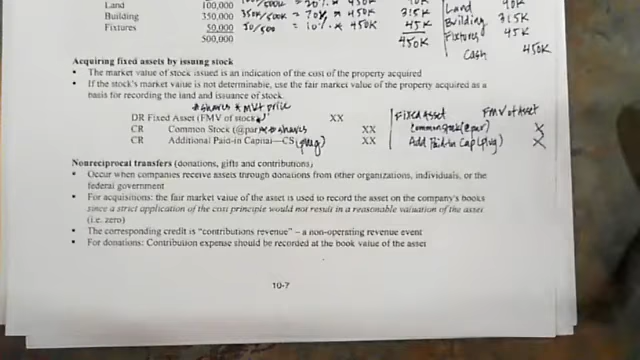 Land 100,000 = 20% * 450K
Building 350,000 350K/500K = 70% * 450K 315K
Fixtures 50,000 50/500 = 10% * 450K 45K
500,000 450K
Land 90K
Building 315K
Fixtures 45K
Cash 450K
Acquiring fixed assets by issuing stock
• The market value of stock issued is an indication of the cost of the property acquired
• If the stock's market value is not determinable, use the fair market value of the property acquired as a
basis for recording the land and issuance of stock.
#shares * MKt price
DR Fixed Asset (FMV of stock) XX
CR Common Stock (@par * #shares XX
CR Additional Paid-in Capital—CS (plug) XX
Fixed Asset FMV of Asset
Common Stock (@par) X
Add Paid-in Cap (plug) X
Nonreciprocal transfers (donations, gifts and contributions)
• Occur when companies receive assets through donations from other organizations, individuals, or the
federal government
• For acquisitions: the fair market value of the asset is used to record the asset on the company's books
since a strict application of the cost principle would not result in a reasonable valuation of the asset
(i.e. zero)
• The corresponding credit is "contributions revenue" – a non-operating revenue event
• For donations: Contribution expense should be recorded at the book value of the asset
10-7